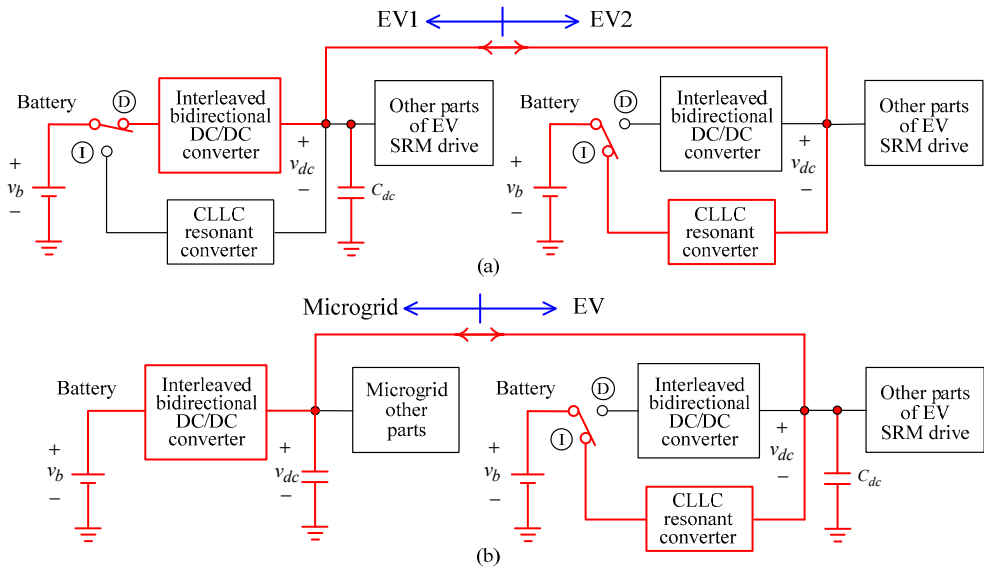 EV1
EV2
Battery
D
I
+
v_b
−
Interleaved
bidirectional
DC/DC
converter
+
v_dc
−
C_dc
Other parts
of EV
SRM drive
CLLC
resonant
converter
Battery
D
I
+
v_b
−
Interleaved
bidirectional
DC/DC
converter
+
v_dc
−
Other parts
of EV
SRM drive
CLLC
resonant
converter
(a)
Microgrid
EV
Battery
+
v_b
−
Interleaved
bidirectional
DC/DC
converter
+
v_dc
−
Microgrid
other
parts
Battery
D
I
+
v_b
−
Interleaved
bidirectional
DC/DC
converter
+
v_dc
−
C_dc
Other parts
of EV
SRM drive
CLLC
resonant
converter
(b)